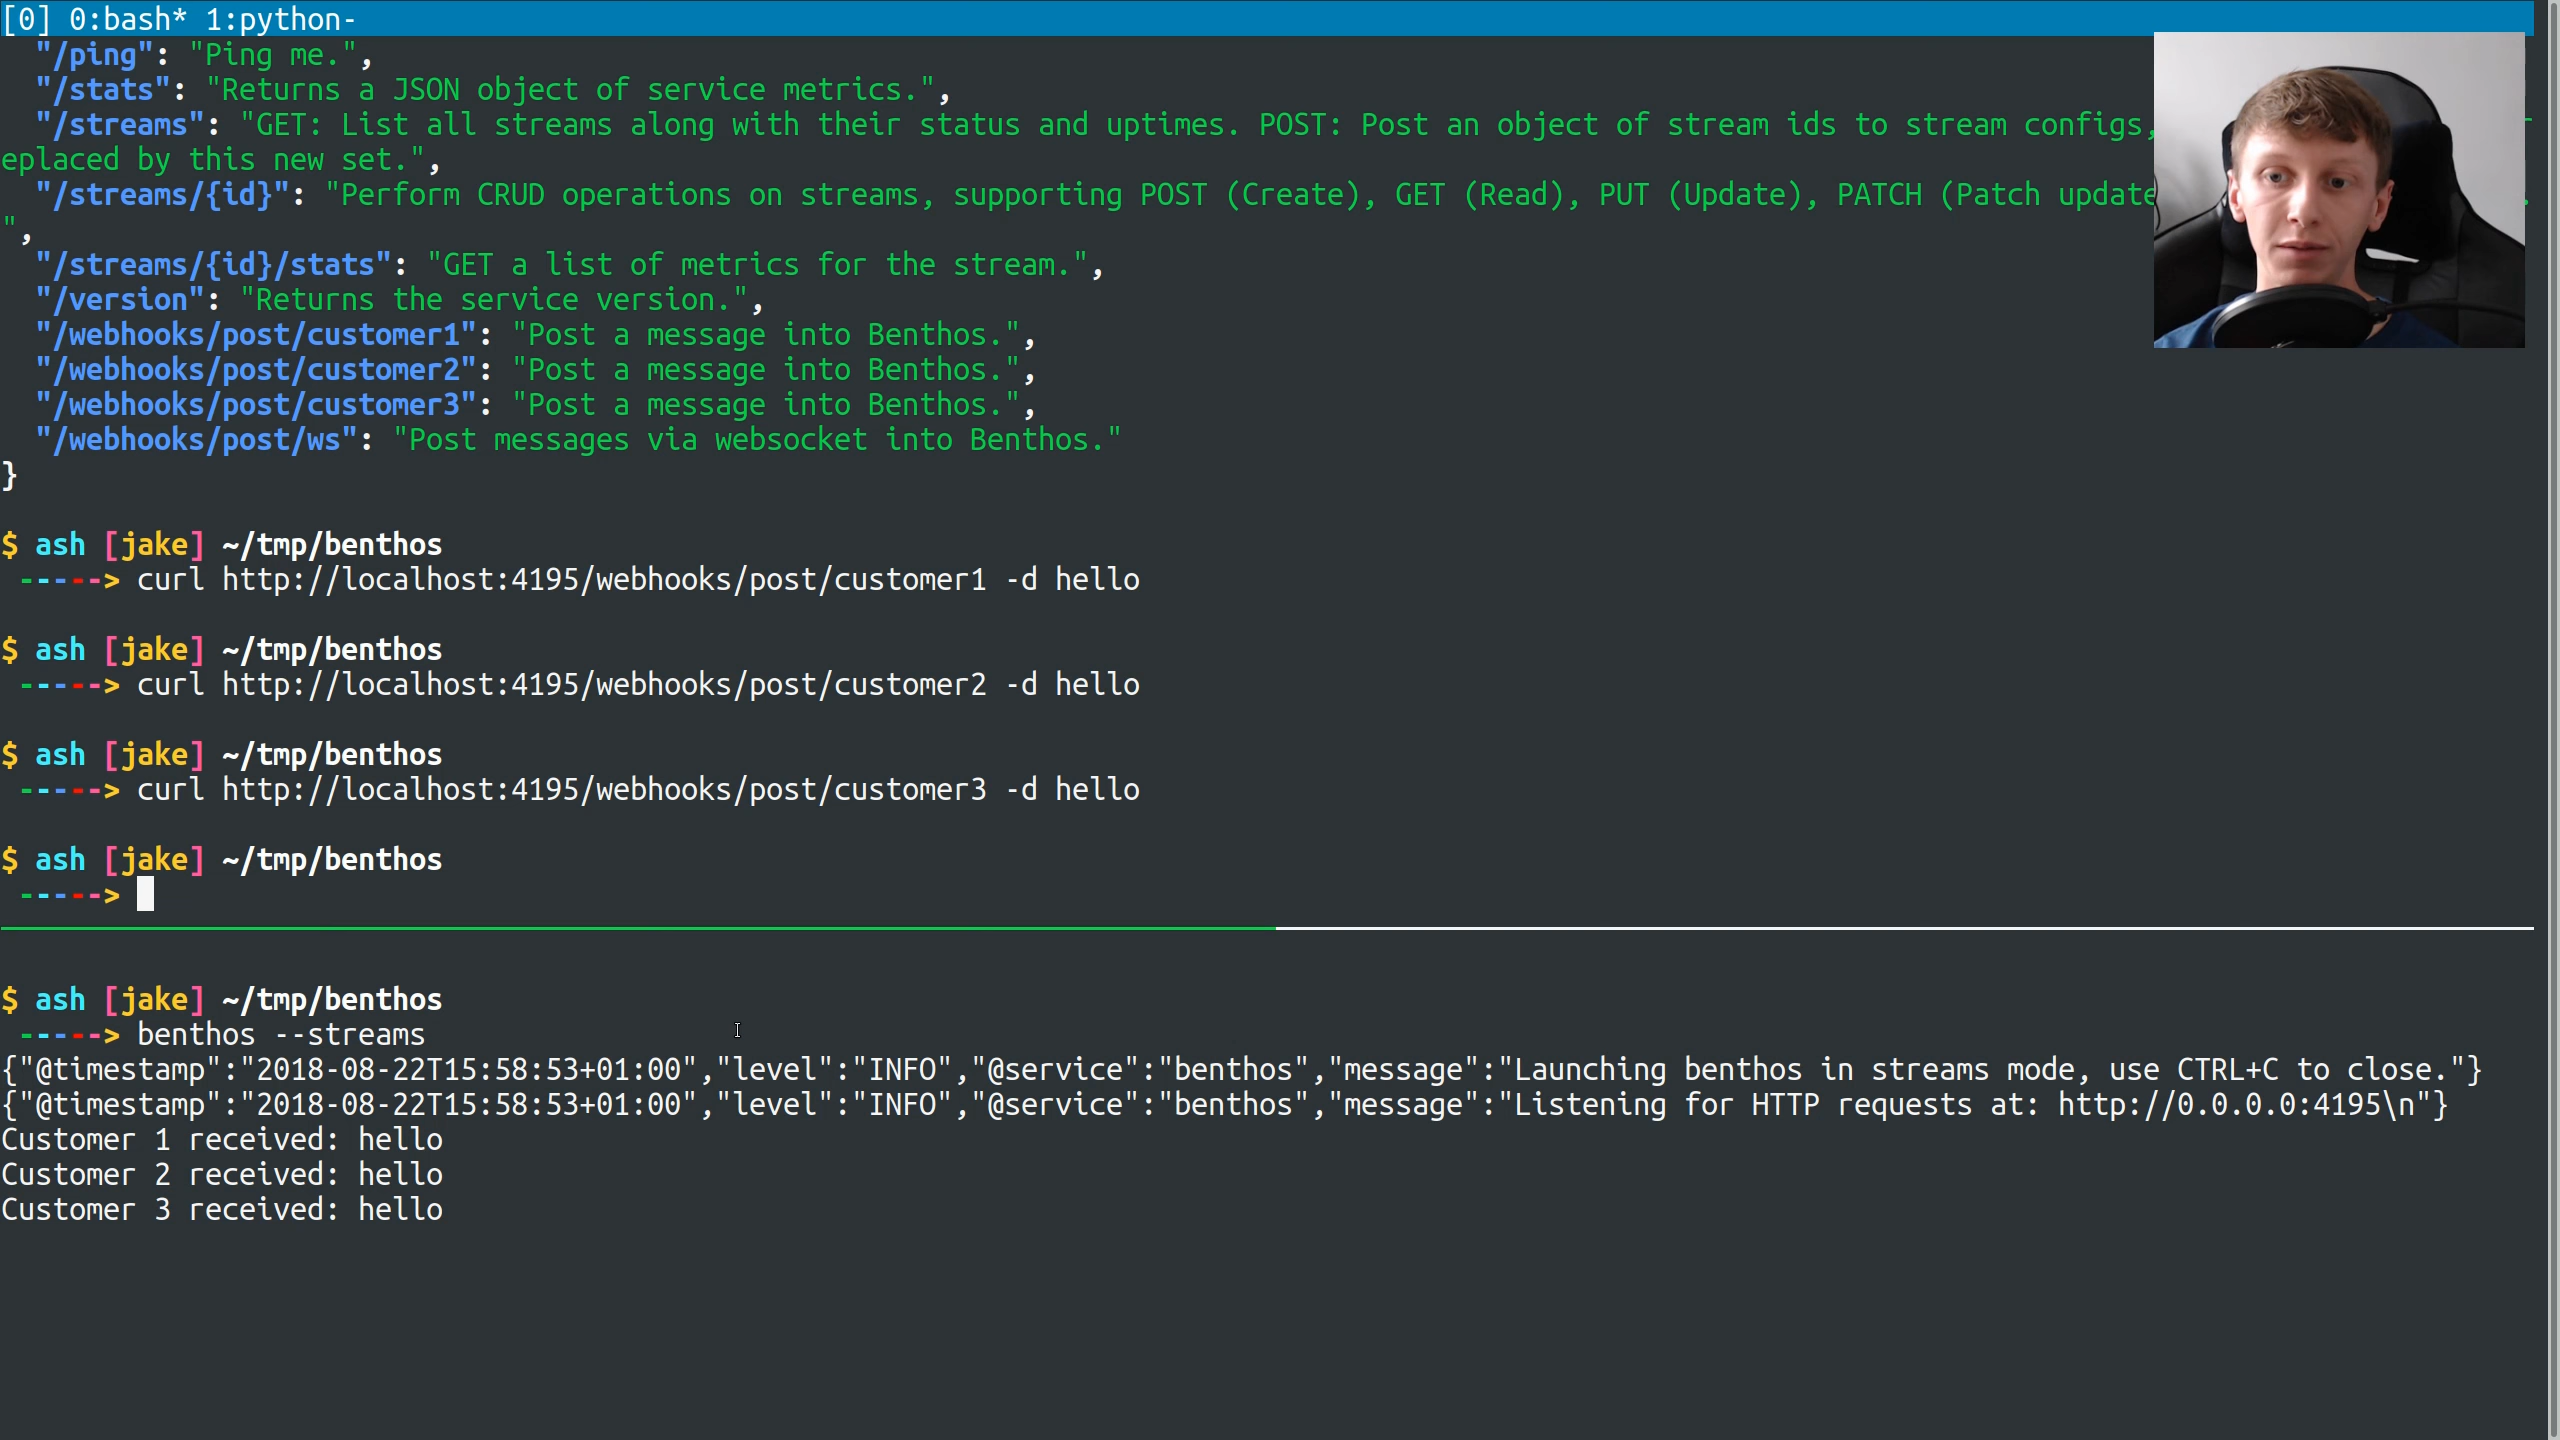 [0] 0:bash* 1:python-
"/ping": "Ping me.",
"/stats": "Returns a JSON object of service metrics.",
"/streams": "GET: List all streams along with their status and uptimes. POST: Post an object of stream ids to stream configs,
eplaced by this new set.",
"/streams/{id}": "Perform CRUD operations on streams, supporting POST (Create), GET (Read), PUT (Update), PATCH (Patch update
",
"/streams/{id}/stats": "GET a list of metrics for the stream.",
"/version": "Returns the service version.",
"/webhooks/post/customer1": "Post a message into Benthos.",
"/webhooks/post/customer2": "Post a message into Benthos.",
"/webhooks/post/customer3": "Post a message into Benthos.",
"/webhooks/post/ws": "Post messages via websocket into Benthos."
}
$ ash [jake] ~/tmp/benthos
-----> curl http://localhost:4195/webhooks/post/customer1 -d hello
$ ash [jake] ~/tmp/benthos
-----> curl http://localhost:4195/webhooks/post/customer2 -d hello
$ ash [jake] ~/tmp/benthos
-----> curl http://localhost:4195/webhooks/post/customer3 -d hello
$ ash [jake] ~/tmp/benthos
----->
$ ash [jake] ~/tmp/benthos
-----> benthos --streams
{"@timestamp":"2018-08-22T15:58:53+01:00","level":"INFO","@service":"benthos","message":"Launching benthos in streams mode, use CTRL+C to close."}
{"@timestamp":"2018-08-22T15:58:53+01:00","level":"INFO","@service":"benthos","message":"Listening for HTTP requests at: http://0.0.0.0:4195\n"}
Customer 1 received: hello
Customer 2 received: hello
Customer 3 received: hello